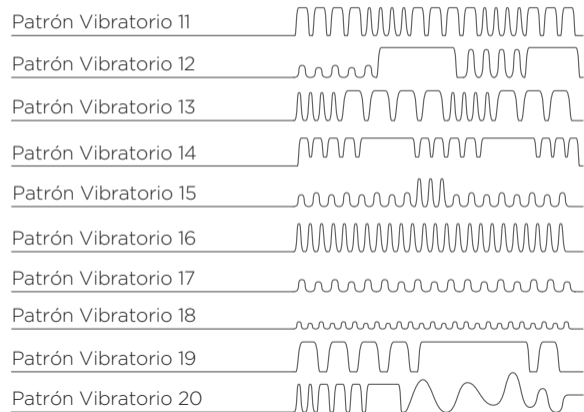 Patrón Vibratorio 11
Patrón Vibratorio 12
Patrón Vibratorio 13
Patrón Vibratorio 14
Patrón Vibratorio 15
Patrón Vibratorio 16
Patrón Vibratorio 17
Patrón Vibratorio 18
Patrón Vibratorio 19
Patrón Vibratorio 20